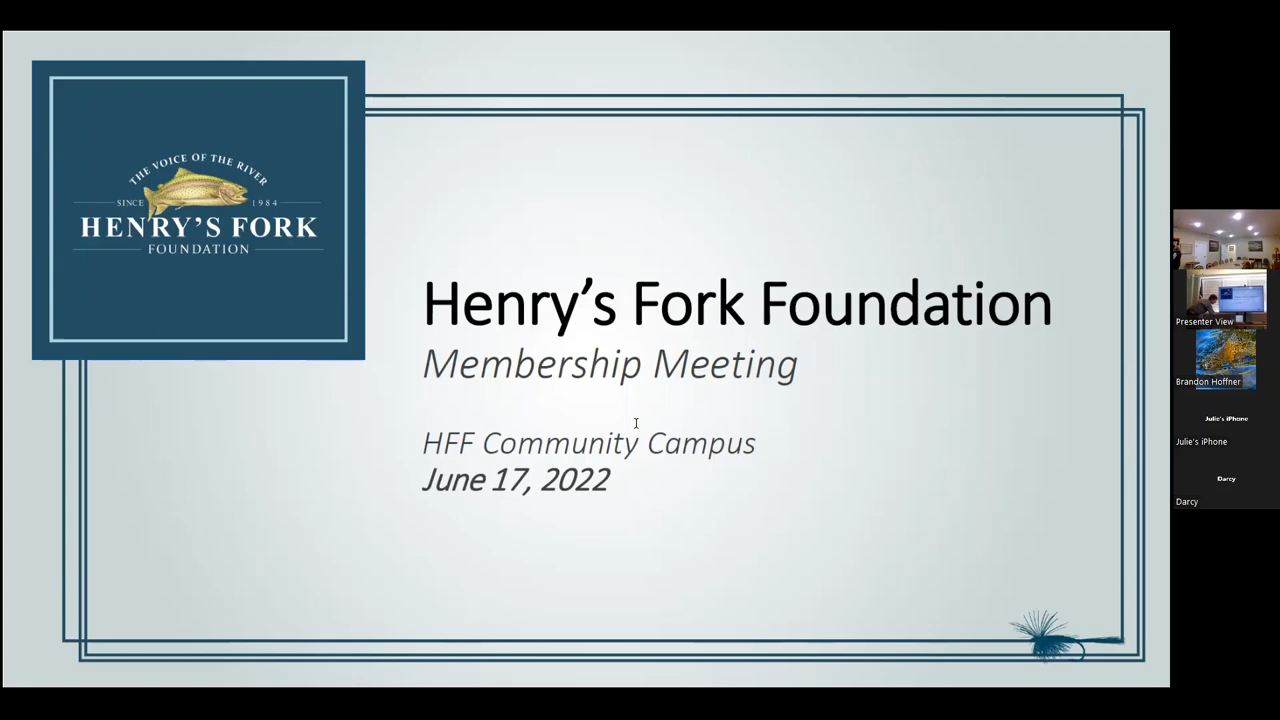 THE VOICE OF THE RIVER
SINCE 1984
HENRY'S FORK
FOUNDATION
Henry's Fork Foundation
Membership Meeting
HFF Community Campus
June 17, 2022
Presenter View
Brandon Hoffner
Julie's iPhone
Julie's iPhone
Darcy
Darcy